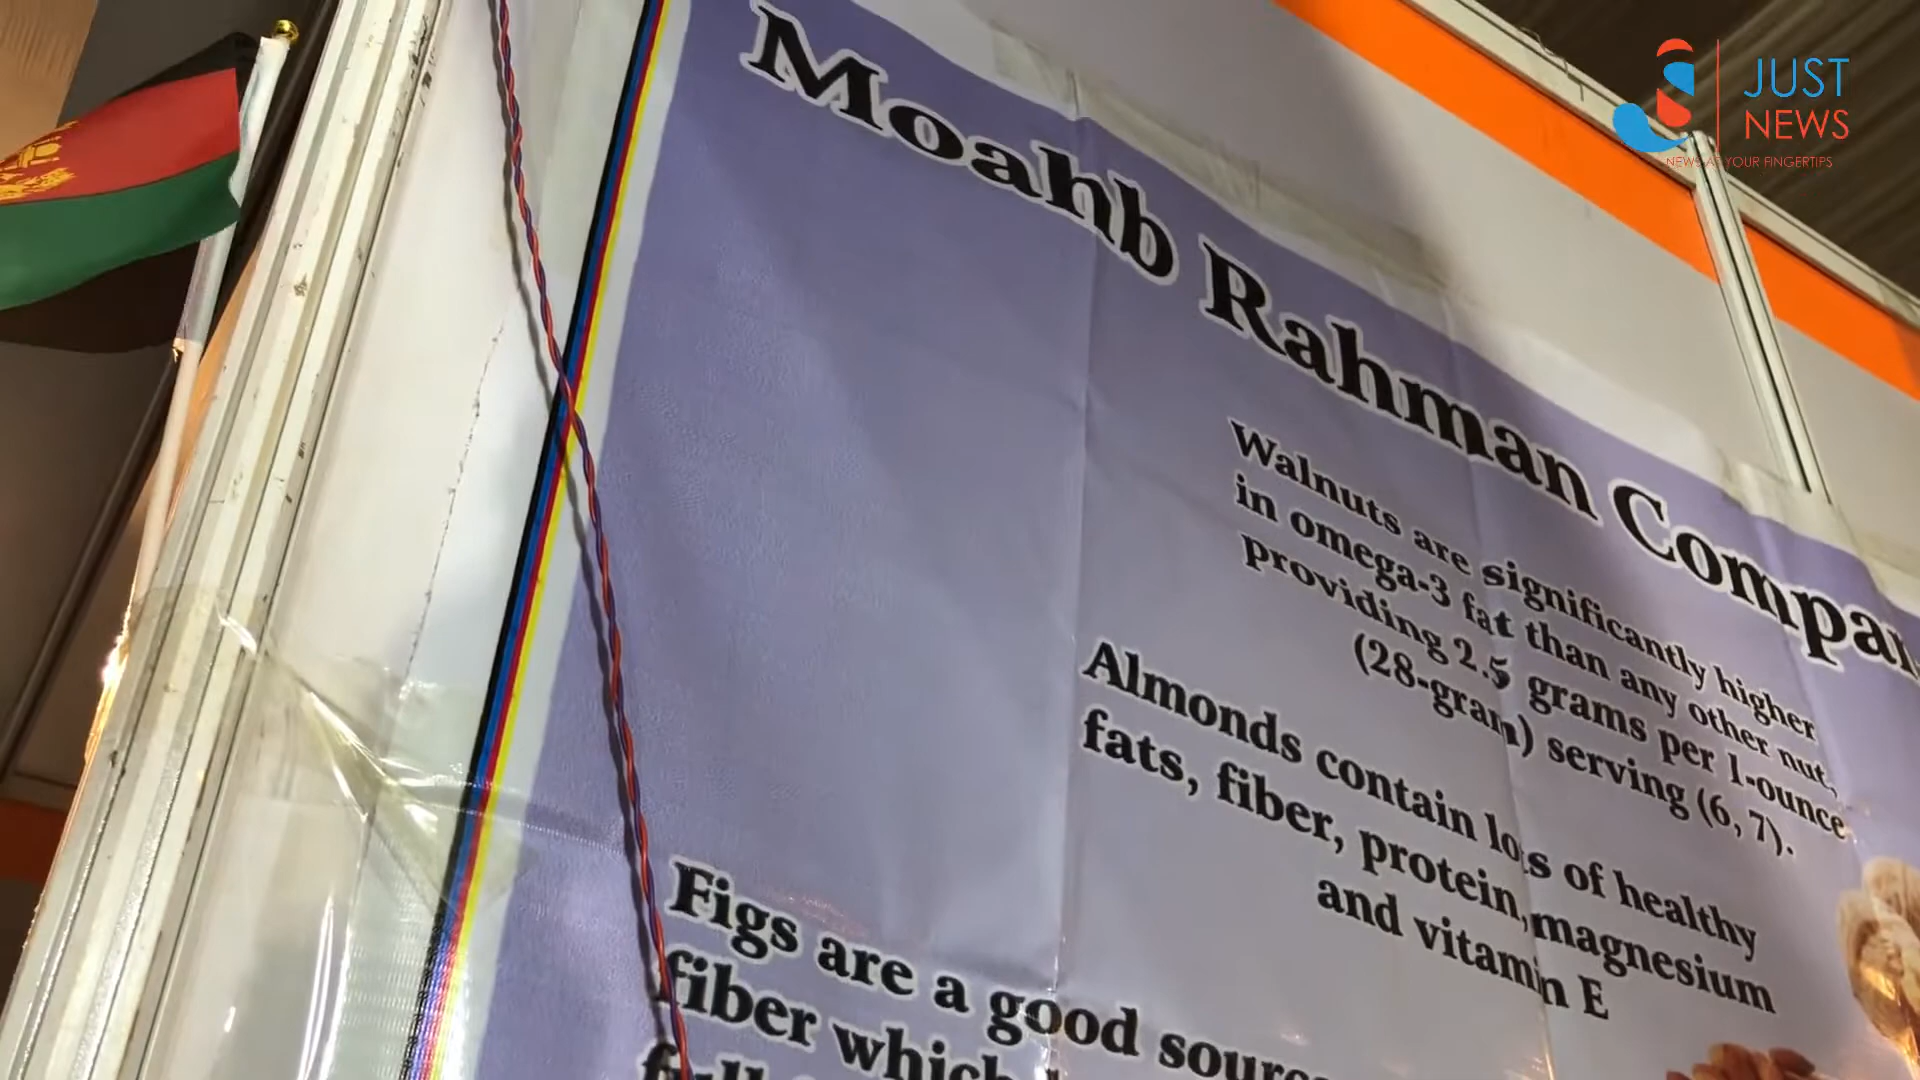 JUST
NEWS
NEWS AT YOUR FINGERTIPS
Moahb Rahman
Walnuts are significantly higher
in omega-3 fat than any other nut,
providing 2.5 grams per 1-ounce
(28-gram) serving (6, 7).
Almonds contain lots of healthy
fats, fiber, protein, magnesium
and vitamin E
Figs are a good
fiber which